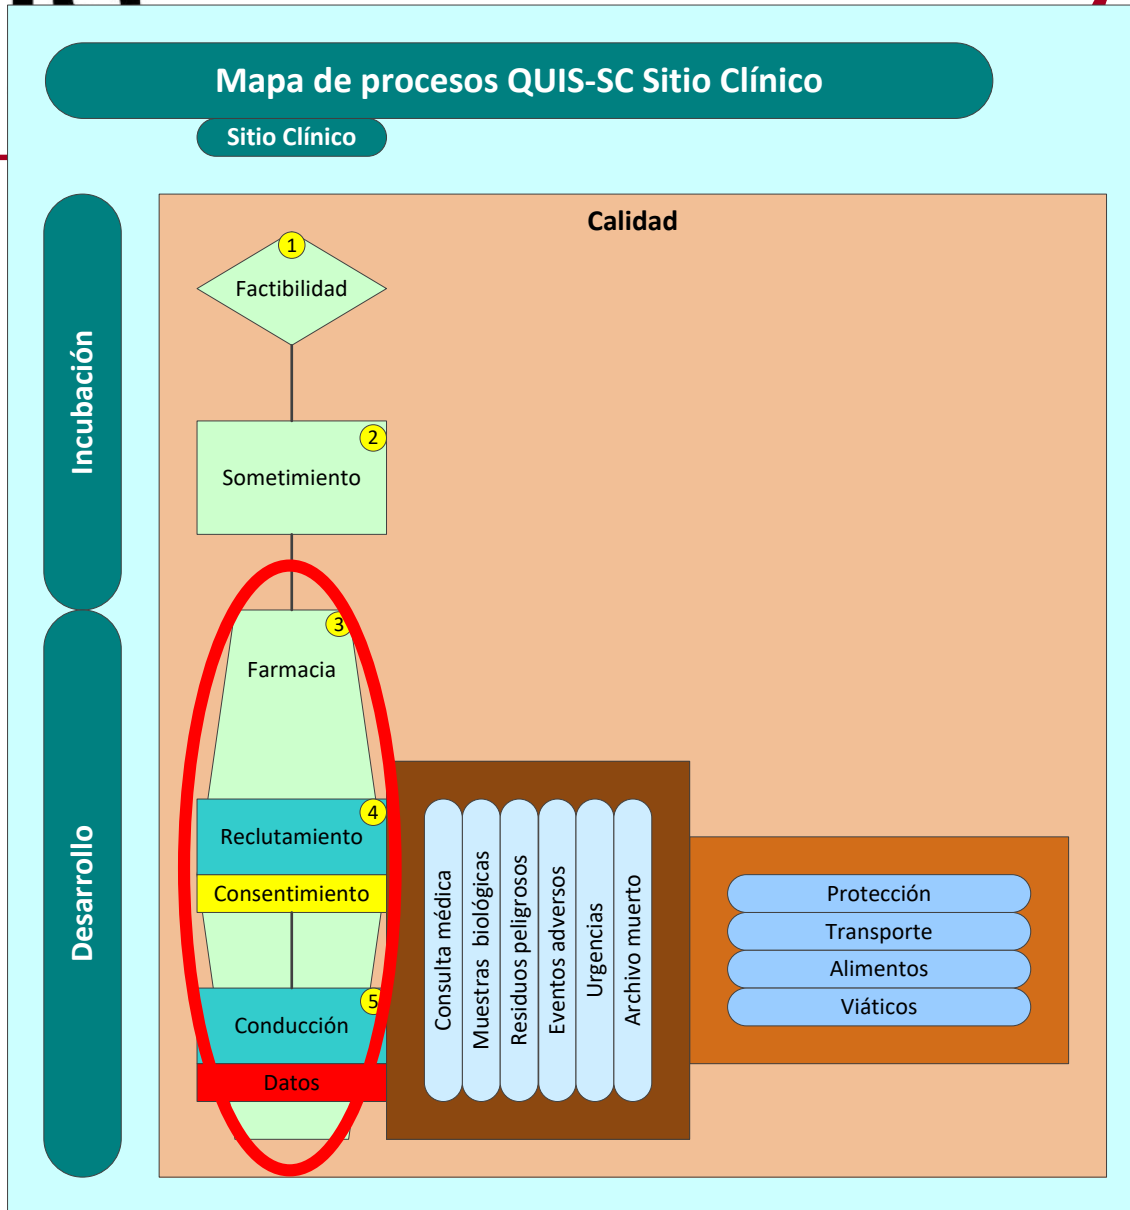 Mapa de procesos QUIS-SC Sitio Clínico
Sitio Clínico
Incubación
Calidad
1
Factibilidad
2
Sometimiento
Desarrollo
3
Farmacia
4
Reclutamiento
Consentimiento
5
Conducción
Datos
Consulta médica
Muestras biológicas
Residuos peligrosos
Eventos adversos
Urgencias
Archivo muerto
Protección
Transporte
Alimentos
Viáticos